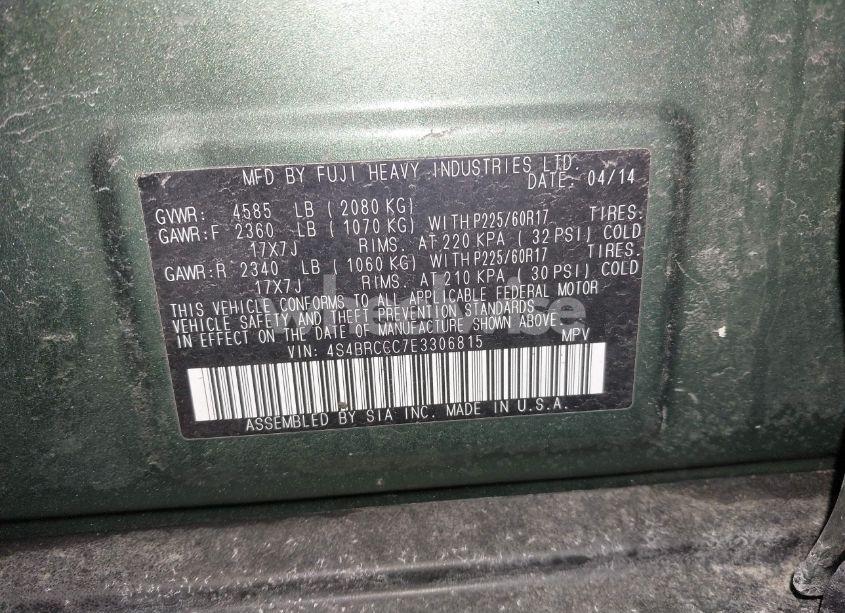 MFD BY FUJI HEAVY INDUSTRIES LTD.
DATE: 04/14
GVWR: 4585 LB ( 2080 KG)
GAWR:F 2360 LB ( 1070 KG) WITH P225/60R17 TIRES:
17X7J RIMS. AT 220 KPA ( 32 PSI) COLD
GAWR:R 2340 LB ( 1060 KG) WITH P225/60R17 TIRES:
17X7J RIMS. AT 210 KPA ( 30 PSI) COLD
THIS VEHICLE CONFORMS TO ALL APPLICABLE FEDERAL MOTOR
VEHICLE SAFETY AND THEFT PREVENTION STANDARDS
IN EFFECT ON THE DATE OF MANUFACTURE SHOWN ABOVE.
VIN: 4S4BRCCC7E3306815 MPV
ASSEMBLED BY SIA INC. MADE IN U.S.A.